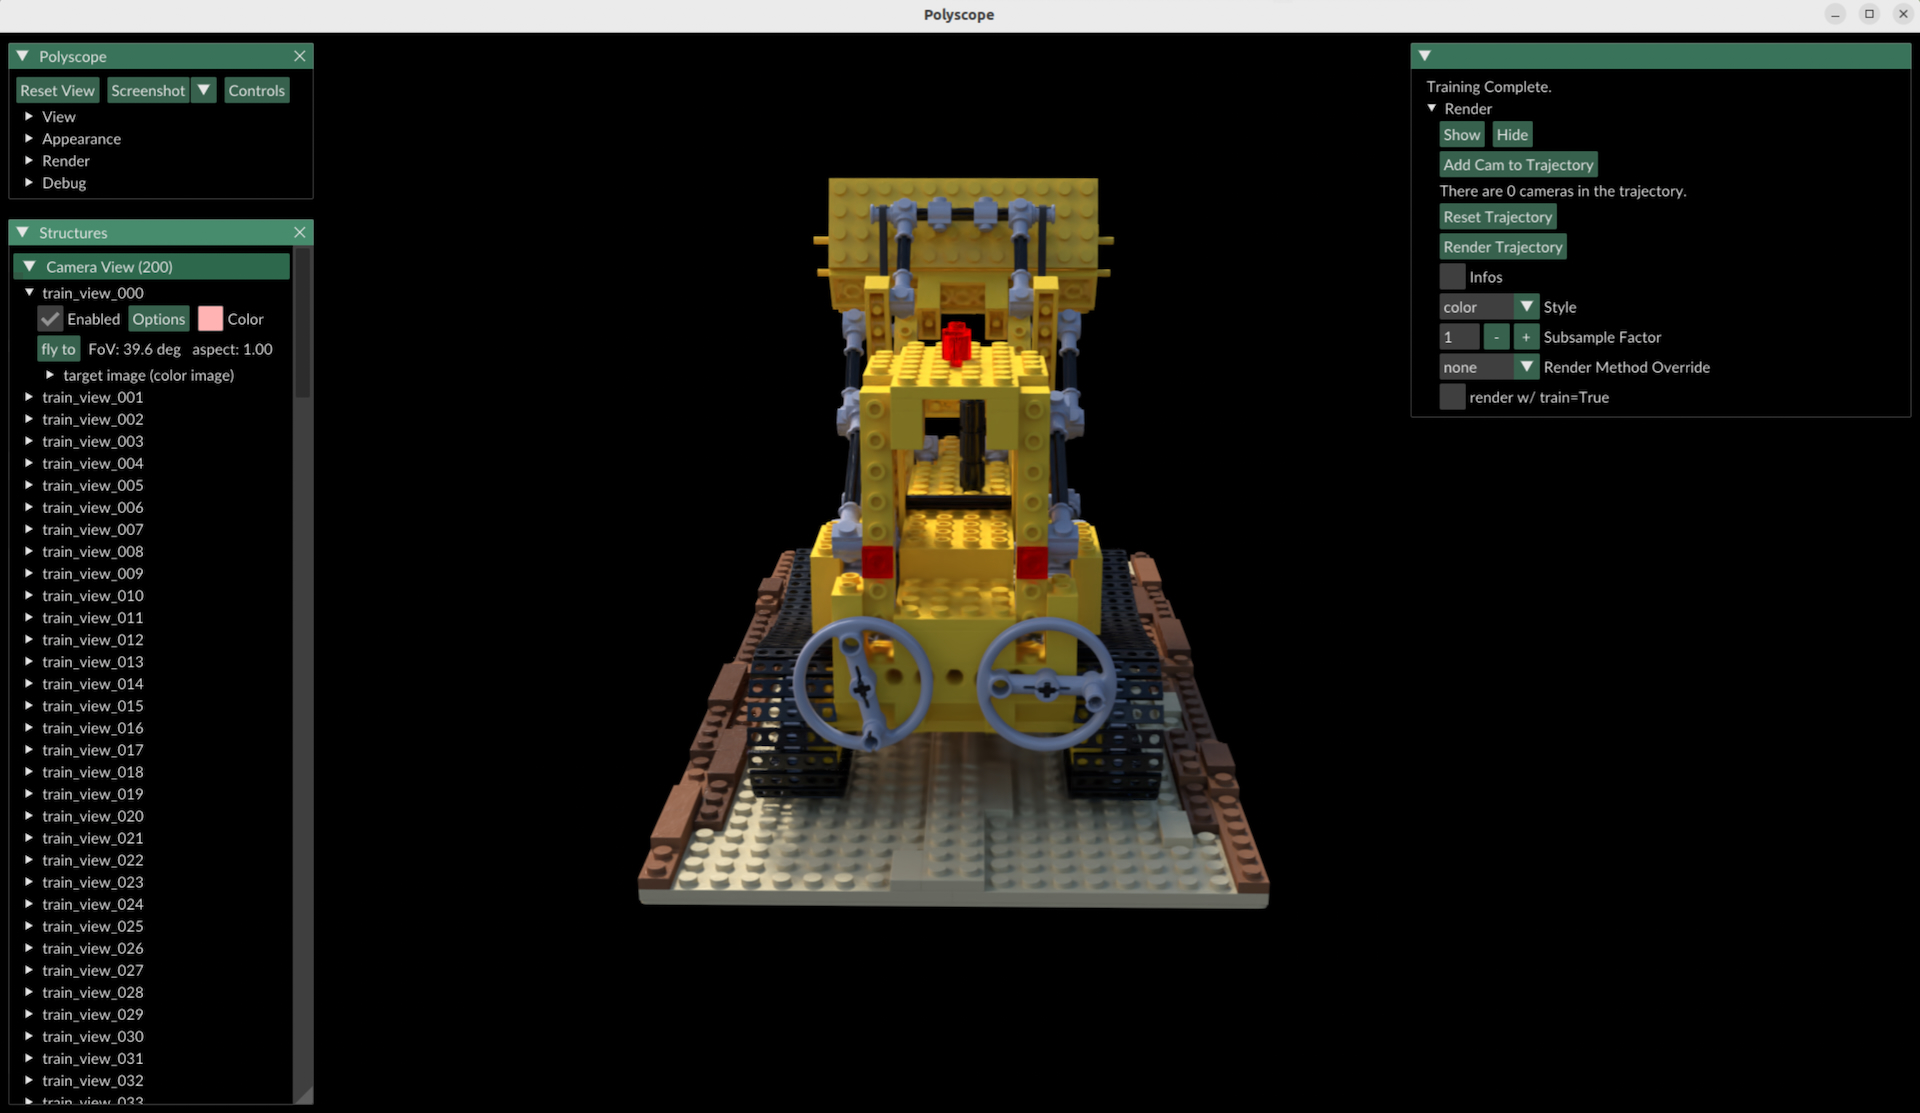 Polyscope
Polyscope
Reset View Screenshot Controls
View
Appearance
Render
Debug
Structures
Camera View (200)
train_view_000
Enabled Options Color
fly to FoV: 39.6 deg aspect: 1.00
target image (color image)
train_view_001
train_view_002
train_view_003
train_view_004
train_view_005
train_view_006
train_view_007
train_view_008
train_view_009
train_view_010
train_view_011
train_view_012
train_view_013
train_view_014
train_view_015
train_view_016
train_view_017
train_view_018
train_view_019
train_view_020
train_view_021
train_view_022
train_view_023
train_view_024
train_view_025
train_view_026
train_view_027
train_view_028
train_view_029
train_view_030
train_view_031
train_view_032
train_view_033
Training Complete.
Render
Show Hide
Add Cam to Trajectory
There are 0 cameras in the trajectory.
Reset Trajectory
Render Trajectory
Infos
color Style
1 - + Subsample Factor
none Render Method Override
render w/ train=True